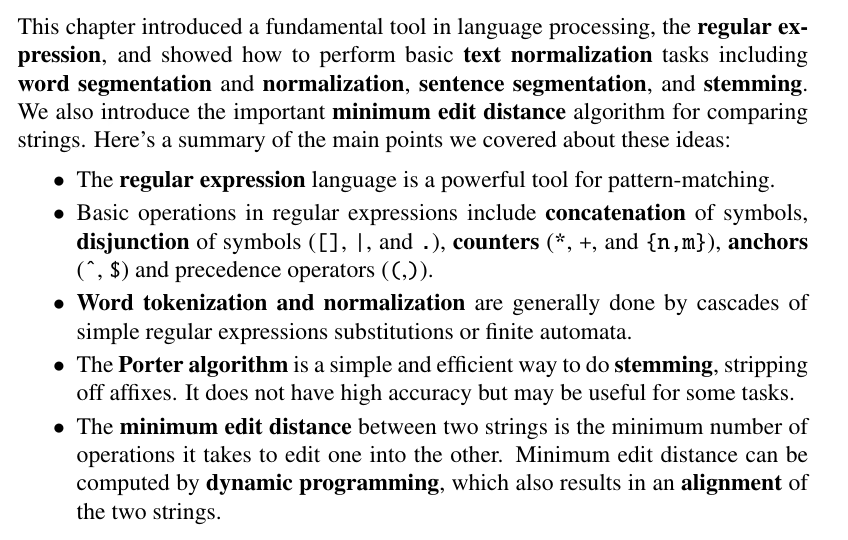 This chapter introduced a fundamental tool in language processing, the regular ex-
pression, and showed how to perform basic text normalization tasks including
word segmentation and normalization, sentence segmentation, and stemming.
We also introduce the important minimum edit distance algorithm for comparing
strings. Here's a summary of the main points we covered about these ideas:
• The regular expression language is a powerful tool for pattern-matching.
• Basic operations in regular expressions include concatenation of symbols,
disjunction of symbols ([], |, and .), counters (*, +, and {n,m}), anchors
(^, $) and precedence operators ((,)).
• Word tokenization and normalization are generally done by cascades of
simple regular expressions substitutions or finite automata.
• The Porter algorithm is a simple and efficient way to do stemming, stripping
off affixes. It does not have high accuracy but may be useful for some tasks.
• The minimum edit distance between two strings is the minimum number of
operations it takes to edit one into the other. Minimum edit distance can be
computed by dynamic programming, which also results in an alignment of
the two strings.